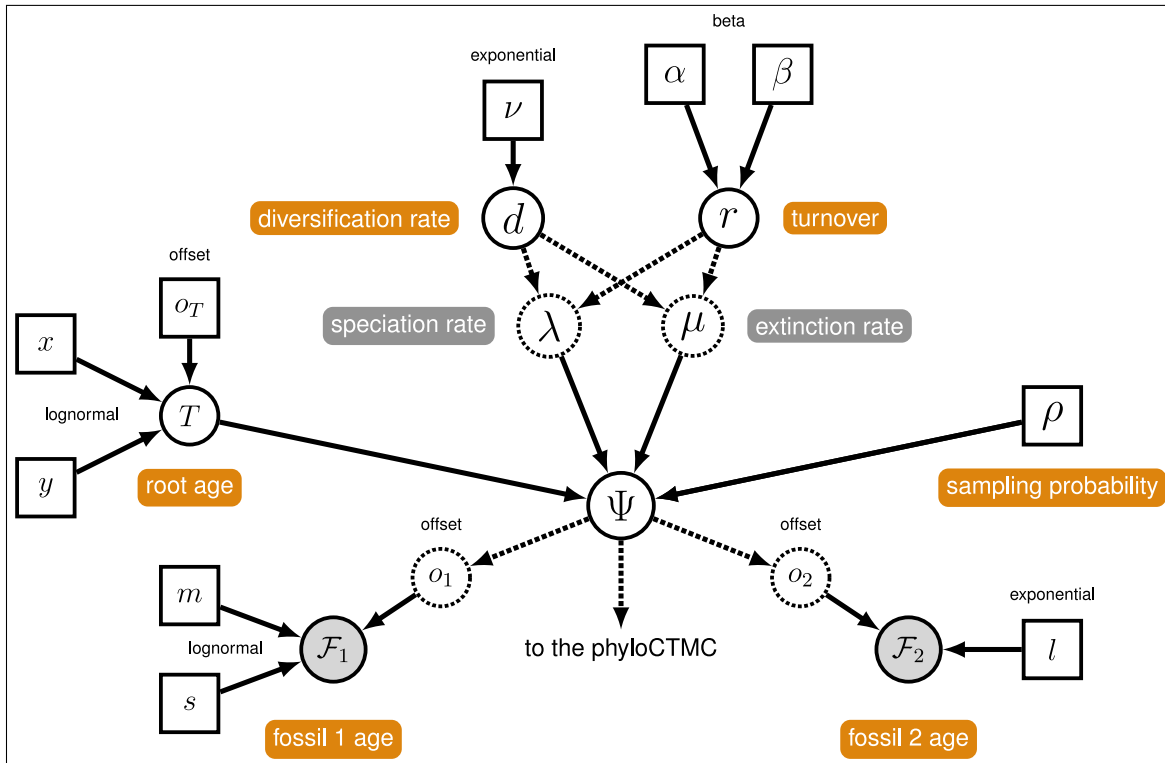 beta
exponential
α
β
ν
diversification rate
d
r
turnover
offset
o_T
speciation rate
λ
μ
extinction rate
x
lognormal
T
ρ
y
root age
sampling probability
Ψ
offset
offset
o_1
o_2
m
exponential
lognormal
F_1
to the phyloCTMC
F_2
l
s
fossil 1 age
fossil 2 age